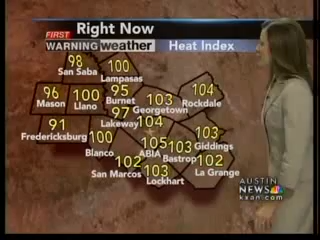 Right Now
FIRST
WARNING weather
Heat Index
98
San Saba
100
Lampasas
96
Mason
100
Llano
95
Burnet
103
Georgetown
104
Rockdale
97
Lakeway
104
91
Fredericksburg
100
Blanco
105
ABIA
103
Bastrop
103
Giddings
102
San Marcos
103
Lockhart
102
La Grange
AUSTIN
NEWS
kxan.com